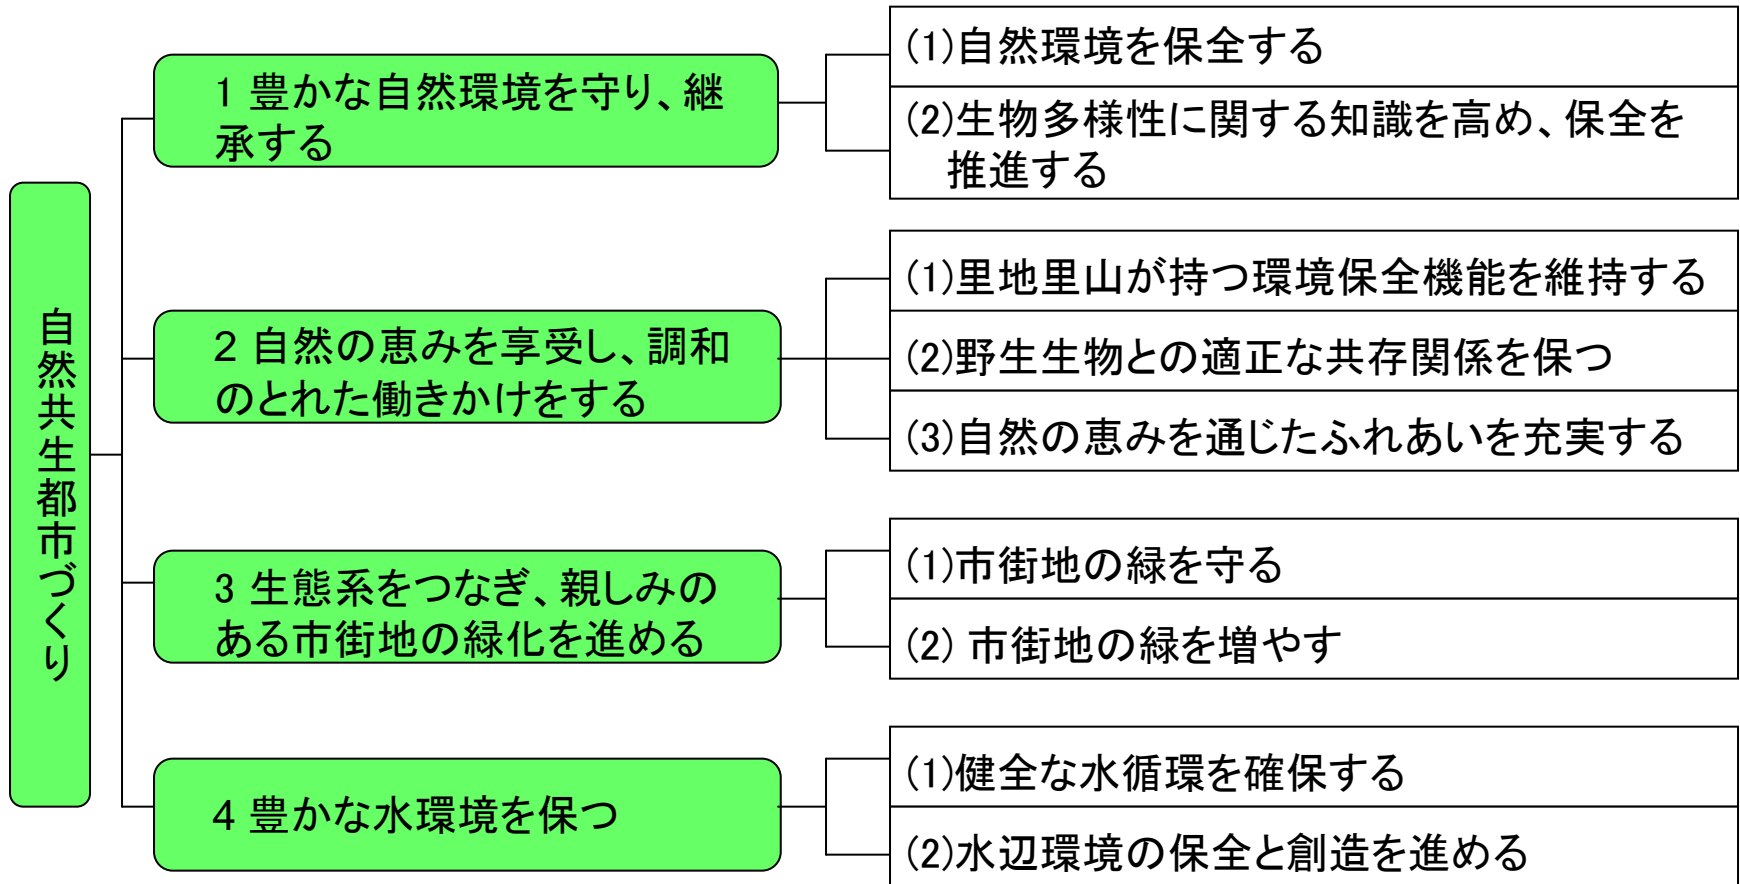 自然共生都市づくり
1 豊かな自然環境を守り、継
承する
(1)自然環境を保全する
(2)生物多様性に関する知識を高め、保全を
推進する
2 自然の恵みを享受し、調和
のとれた働きかけをする
(1)里地里山が持つ環境保全機能を維持する
(2)野生生物との適正な共存関係を保つ
(3)自然の恵みを通じたふれあいを充実する
3 生態系をつなぎ、親しみの
ある市街地の緑化を進める
(1)市街地の緑を守る
(2) 市街地の緑を増やす
4 豊かな水環境を保つ
(1)健全な水循環を確保する
(2)水辺環境の保全と創造を進める